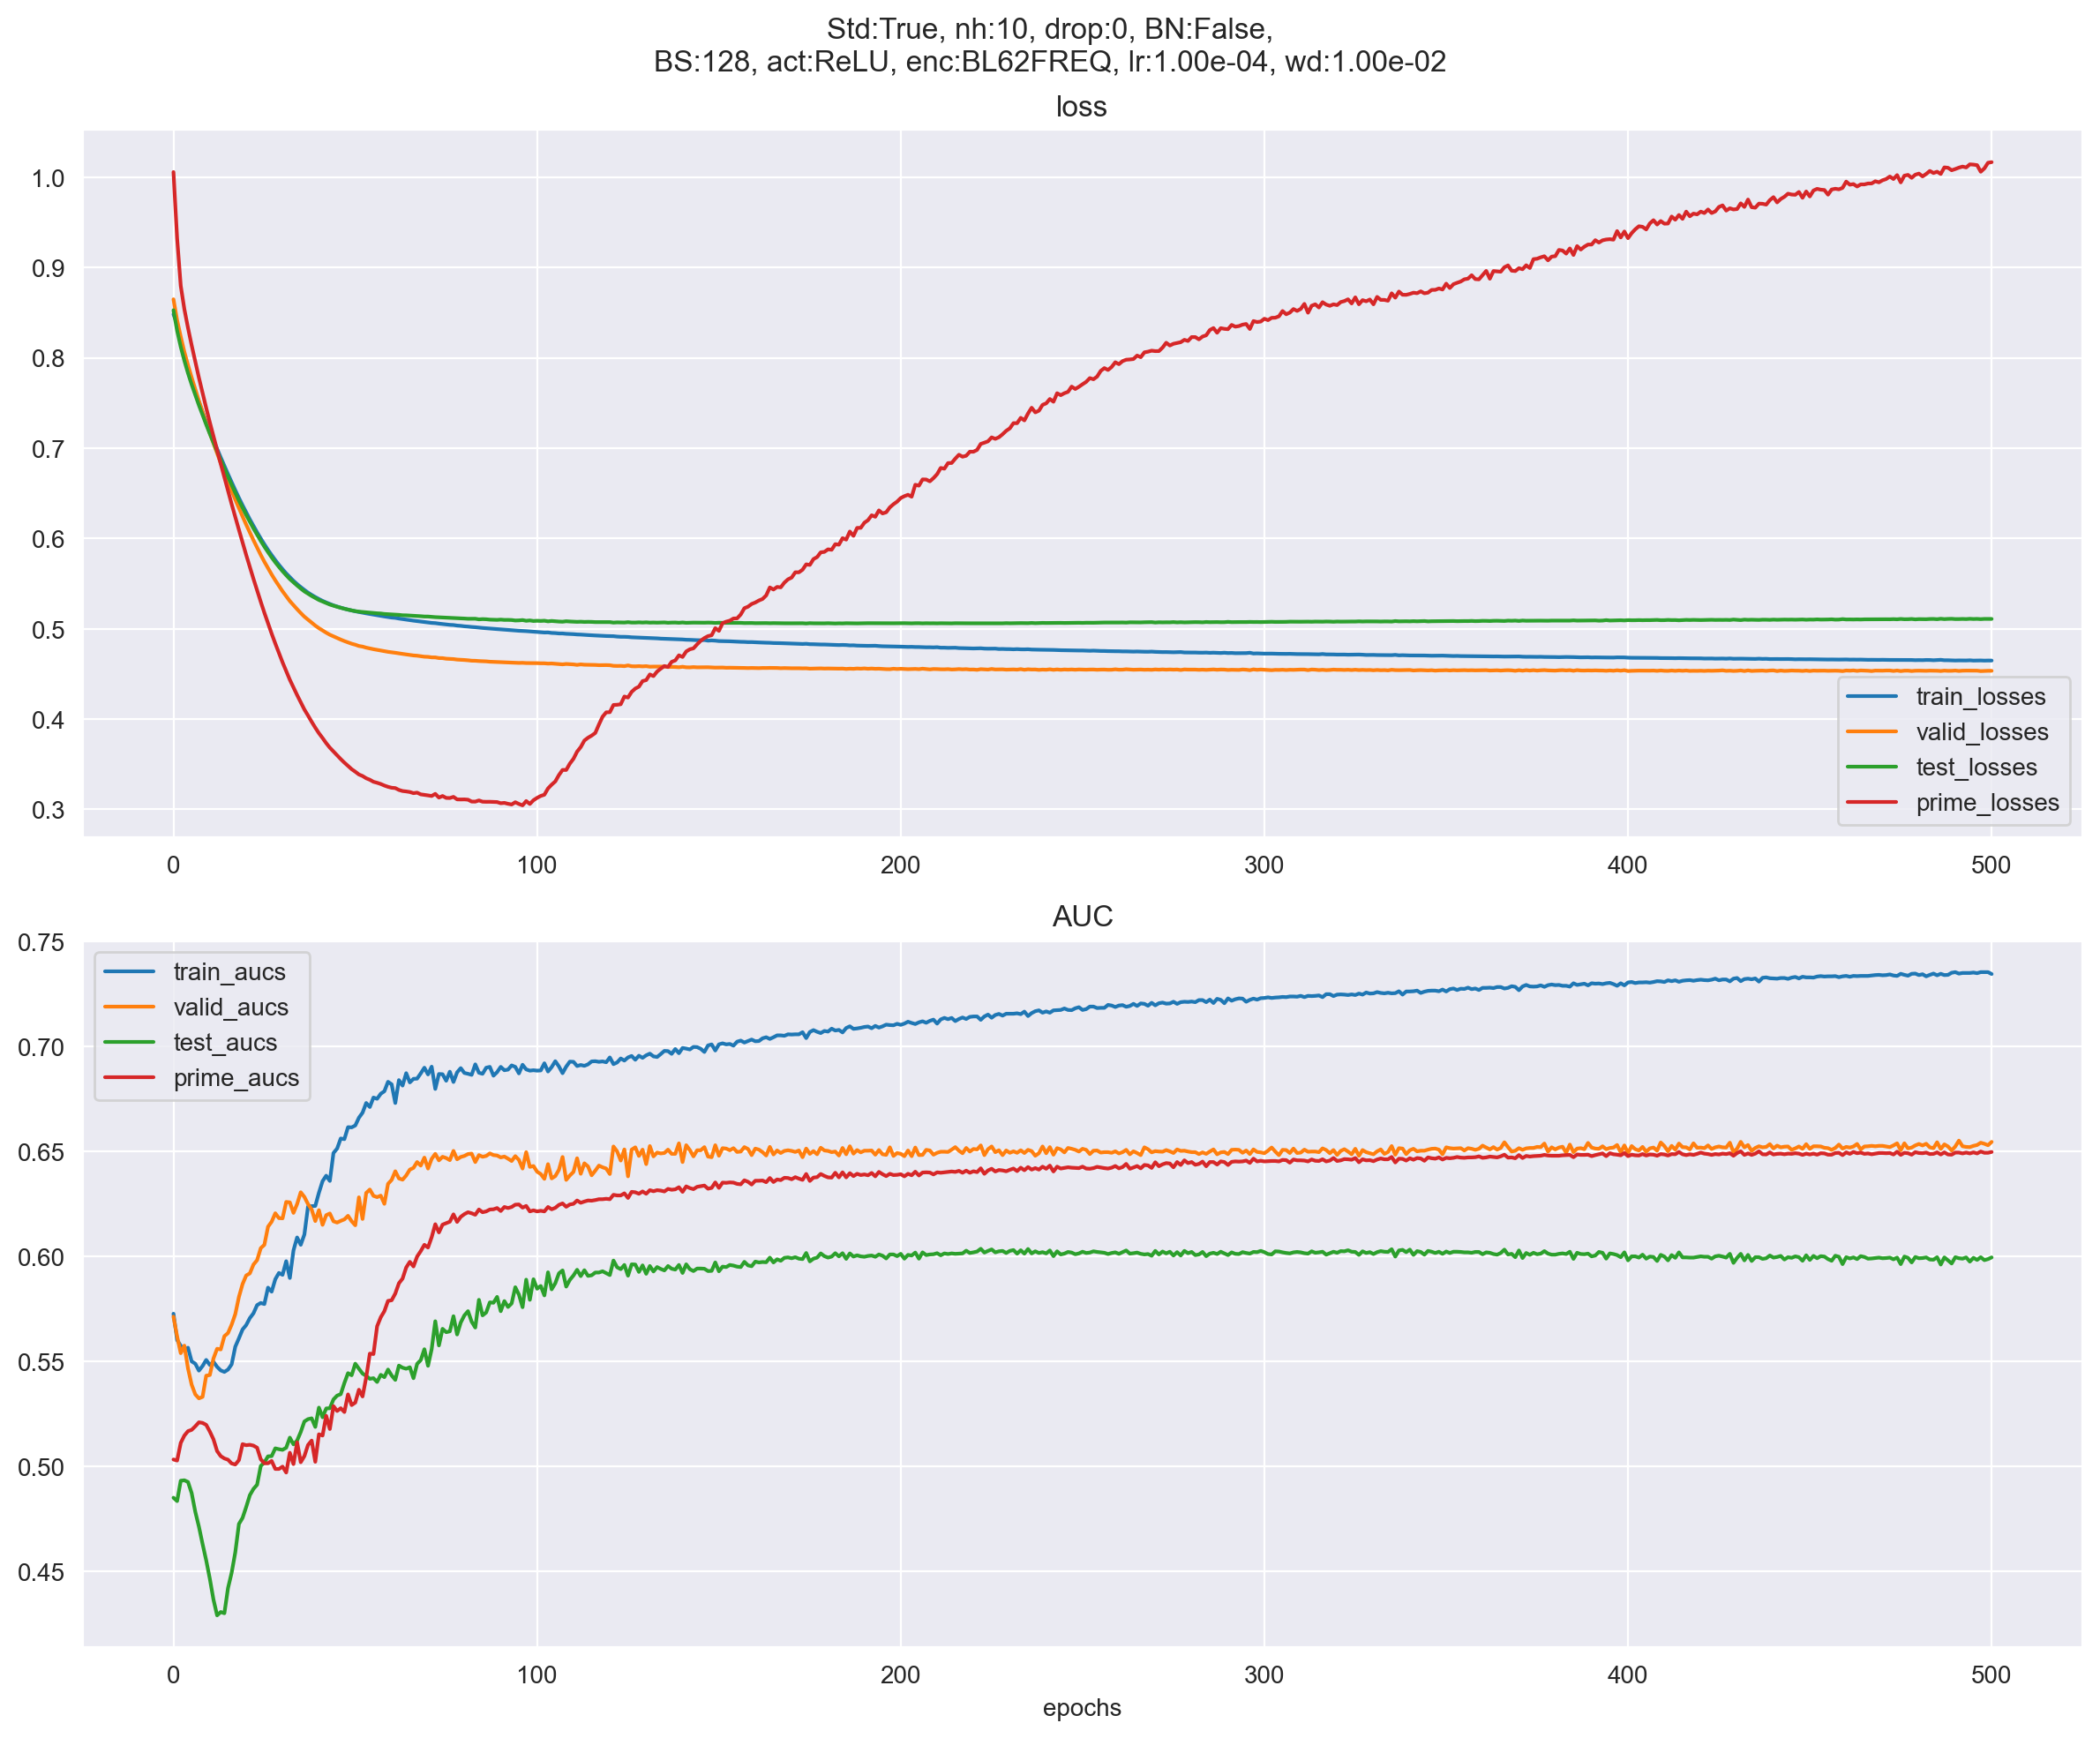 Std:True, nh:10, drop:0, BN:False,
BS:128, act:ReLU, enc:BL62FREQ, lr:1.00e-04, wd:1.00e-02
loss
1.0
0.9
0.8
0.7
0.6
0.5
0.4
0.3
train_losses
valid_losses
test_losses
prime_losses
0 100 200 300 400 500
AUC
0.75
0.70
0.65
0.60
0.55
0.50
0.45
train_aucs
valid_aucs
test_aucs
prime_aucs
0 100 200 300 400 500
epochs